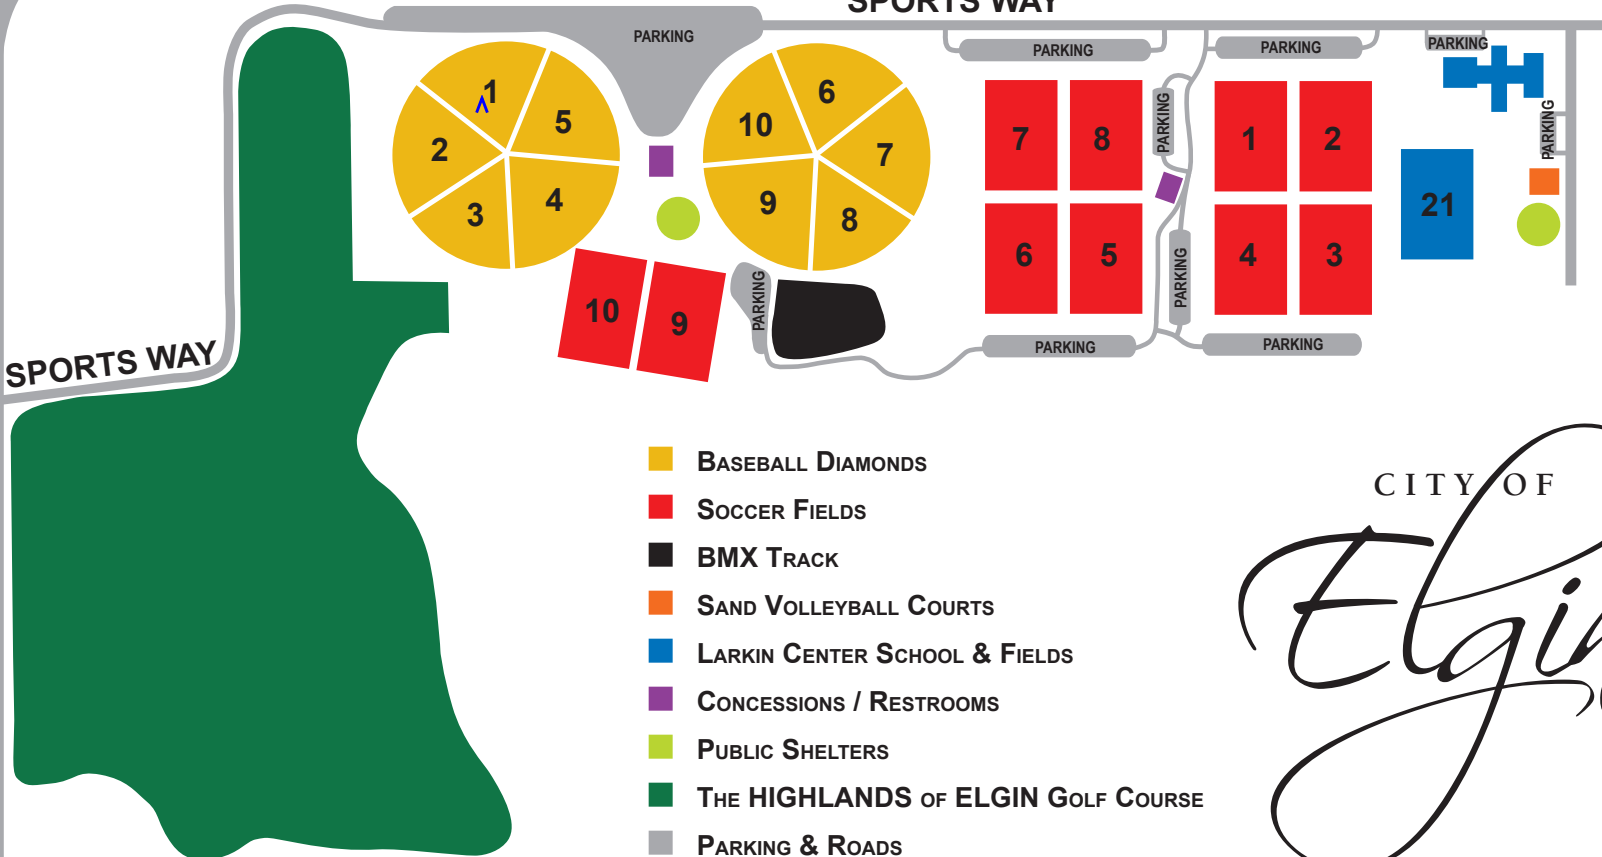 SPORTS WAY
PARKING
PARKING
PARKING
PARKING
1
5
2
3
4
6
10
7
9
8
PARKING
PARKING
7
8
6
5
1
2
4
3
21
PARKING
10
9
PARKING
PARKING
PARKING
SPORTS WAY
BASEBALL DIAMONDS
SOCCER FIELDS
BMX TRACK
SAND VOLLEYBALL COURTS
LARKIN CENTER SCHOOL & FIELDS
CONCESSIONS / RESTROOMS
PUBLIC SHELTERS
THE HIGHLANDS OF ELGIN GOLF COURSE
PARKING & ROADS
CITY OF
Elgin